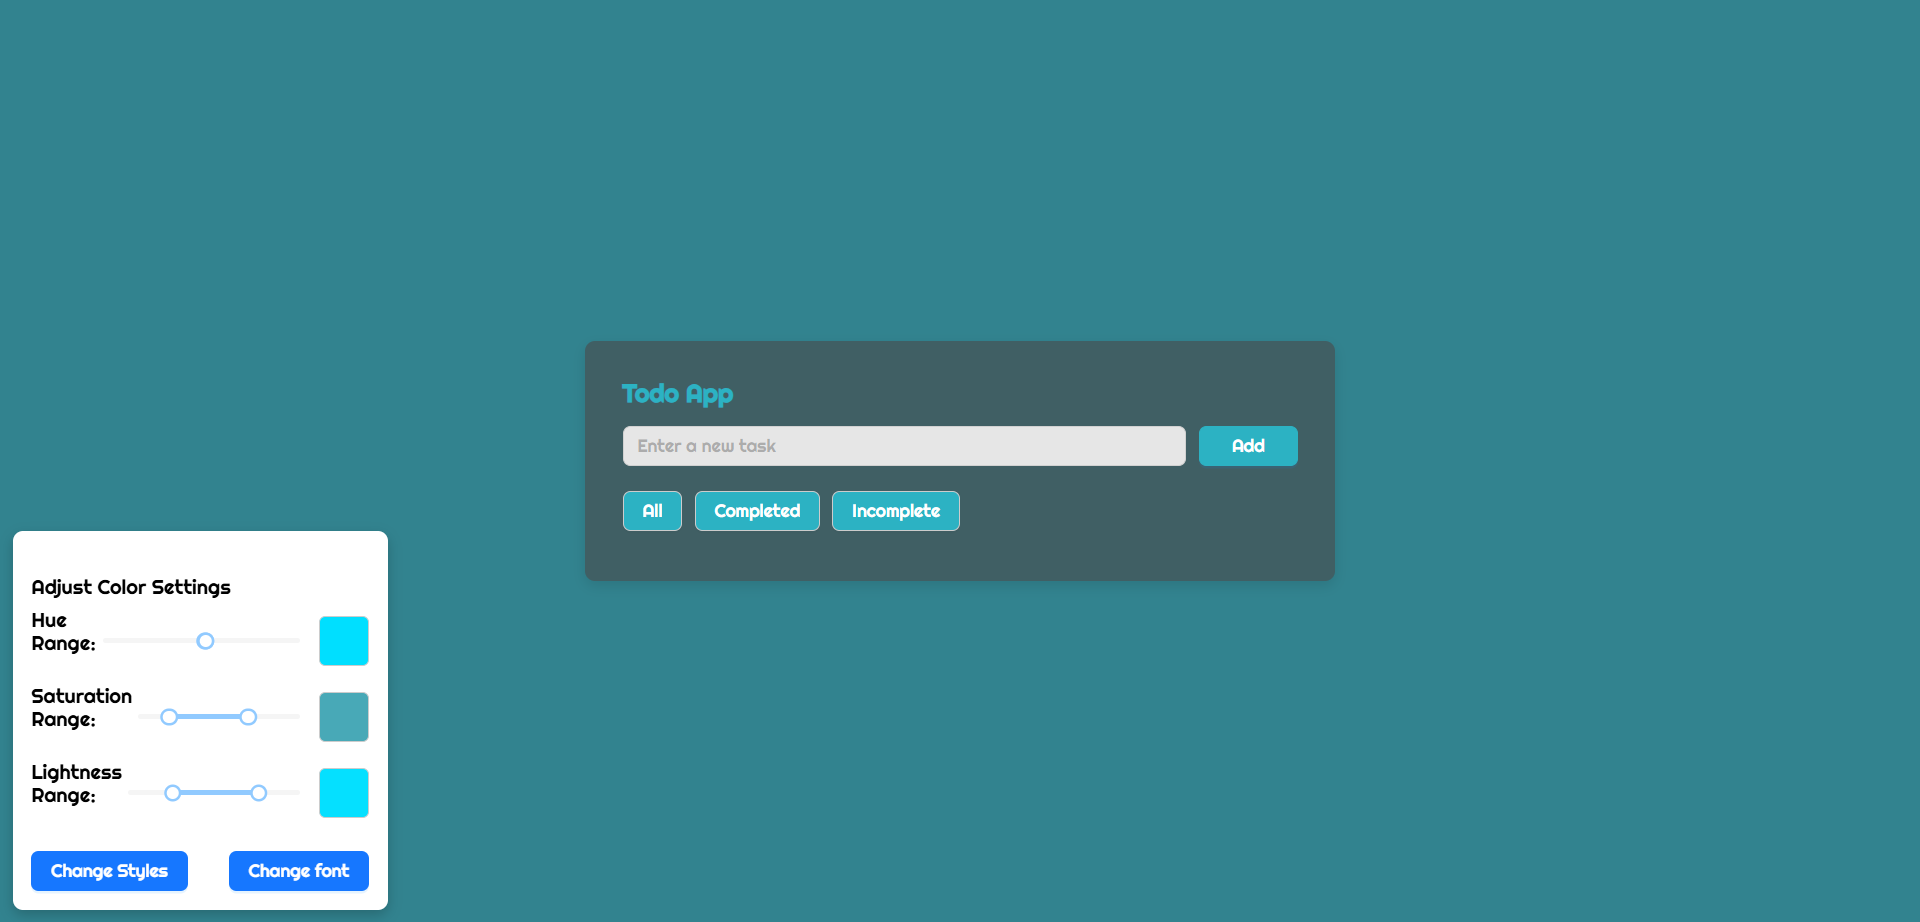 Todo App
Enter a new task
Add
All
Completed
Incomplete
Adjust Color Settings
Hue
Range:
Saturation
Range:
Lightness
Range:
Change Styles
Change font